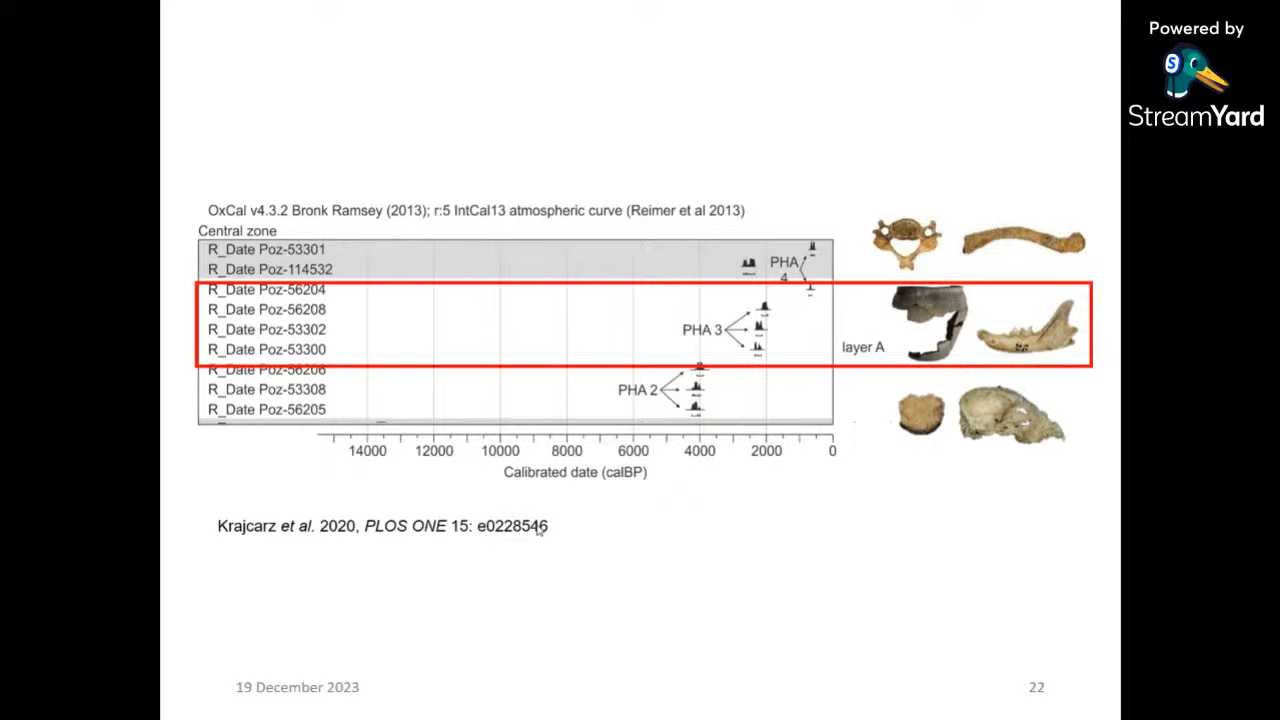 Powered by
StreamYard
OxCal v4.3.2 Bronk Ramsey (2013); r:5 IntCal13 atmospheric curve (Reimer et al 2013)
Central zone
R_Date Poz-53301
R_Date Poz-114532
PHA
4
R_Date Poz-56204
R_Date Poz-56208
R_Date Poz-53302
PHA 3
R_Date Poz-53300
layer A
R_Date Poz-56206
R_Date Poz-53308
PHA 2
R_Date Poz-56205
14000 12000 10000 8000 6000 4000 2000 0
Calibrated date (calBP)
Krajcarz et al. 2020, PLOS ONE 15: e0228546
19 December 2023
22